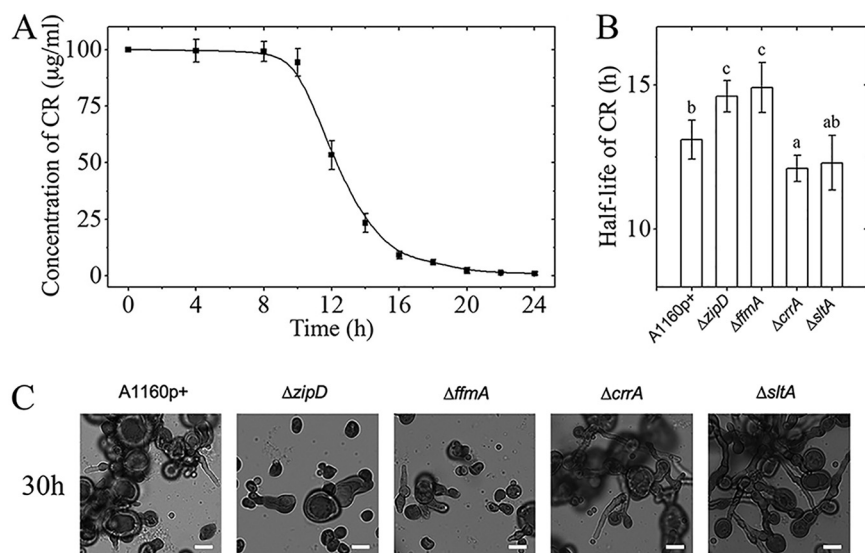 A
Concentration of CR (µg/ml)
100
75
50
25
0
0 4 8 12 16 20 24
Time (h)
B
Half-life of CR (h)
15
10
b c c a ab
A1160p+ ΔzipD ΔffmA ΔcrrA ΔsltA
C
A1160p+ ΔzipD ΔffmA ΔcrrA ΔsltA
30h